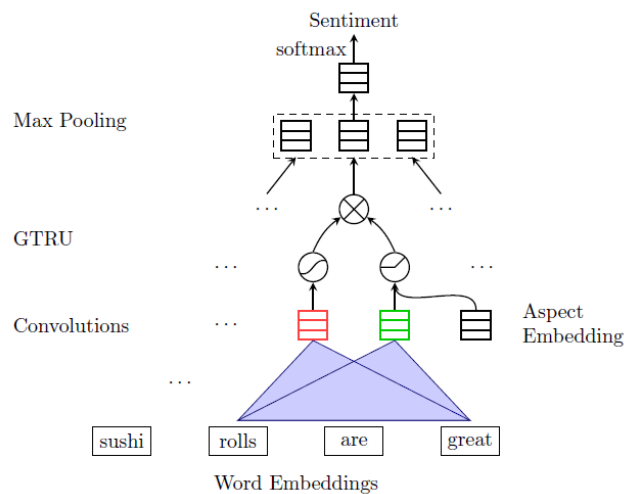 Sentiment
softmax
Max Pooling
. . .
. . .
GTRU
. . .
. . .
Convolutions
. . .
Aspect
Embedding
. . .
sushi
rolls
are
great
Word Embeddings